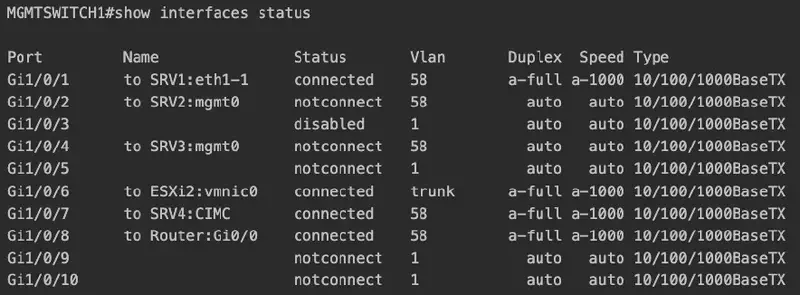 MGMTSWITCH1#show interfaces status
Port Name Status Vlan Duplex Speed Type
Gi1/0/1 to SRV1:eth1-1 connected 58 a-full a-1000 10/100/1000BaseTX
Gi1/0/2 to SRV2:mgmt0 notconnect 58 auto auto 10/100/1000BaseTX
Gi1/0/3 disabled 1 auto auto 10/100/1000BaseTX
Gi1/0/4 to SRV3:mgmt0 notconnect 58 auto auto 10/100/1000BaseTX
Gi1/0/5 notconnect 1 auto auto 10/100/1000BaseTX
Gi1/0/6 to ESXi2:vmnic0 connected trunk a-full a-1000 10/100/1000BaseTX
Gi1/0/7 to SRV4:CIMC connected 58 a-full a-1000 10/100/1000BaseTX
Gi1/0/8 to Router:Gi0/0 connected 58 a-full a-1000 10/100/1000BaseTX
Gi1/0/9 notconnect 1 auto auto 10/100/1000BaseTX
Gi1/0/10 notconnect 1 auto auto 10/100/1000BaseTX